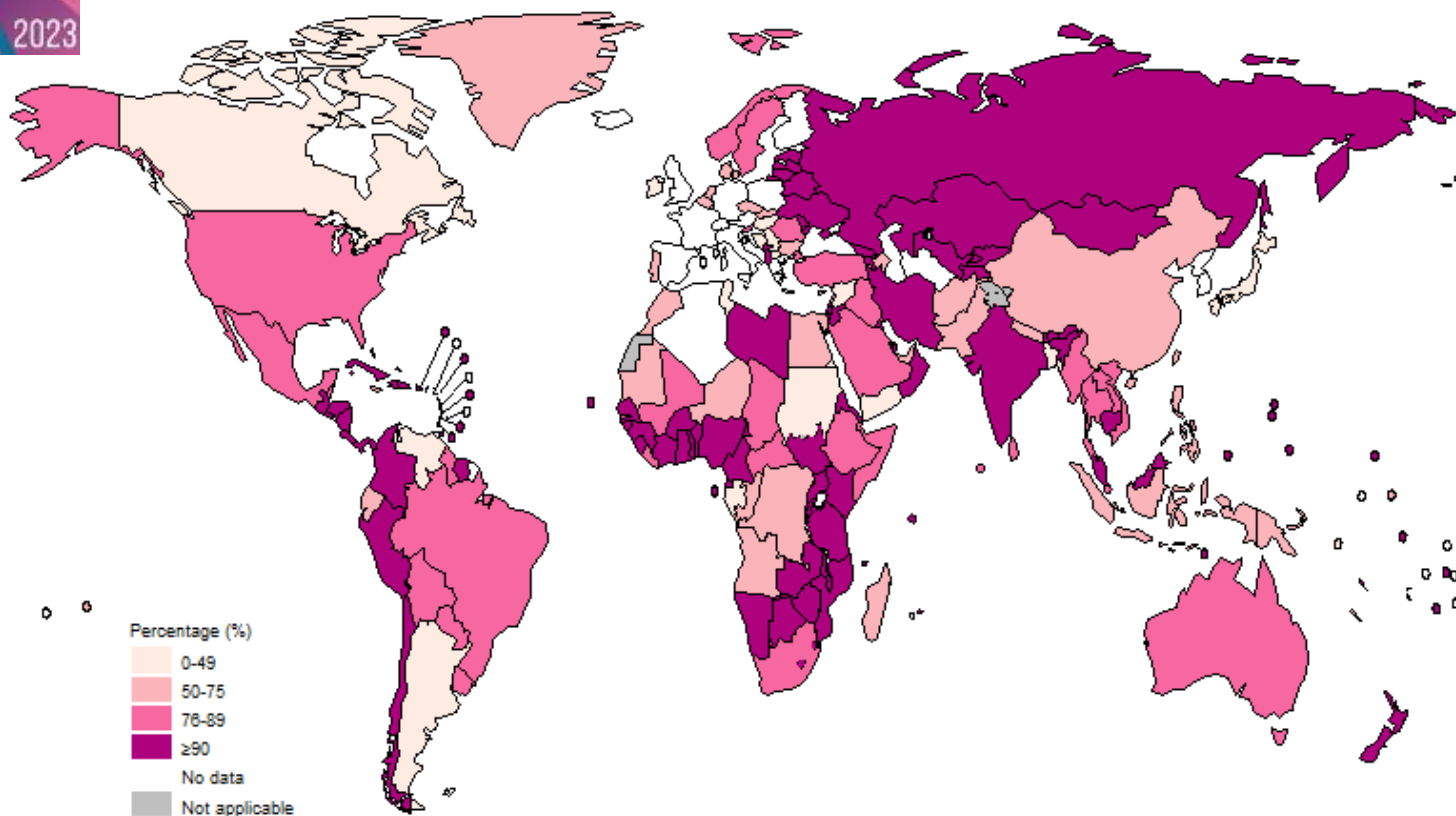 2023
Percentage (%)
0-49
50-75
76-89
≥90
No data
Not applicable